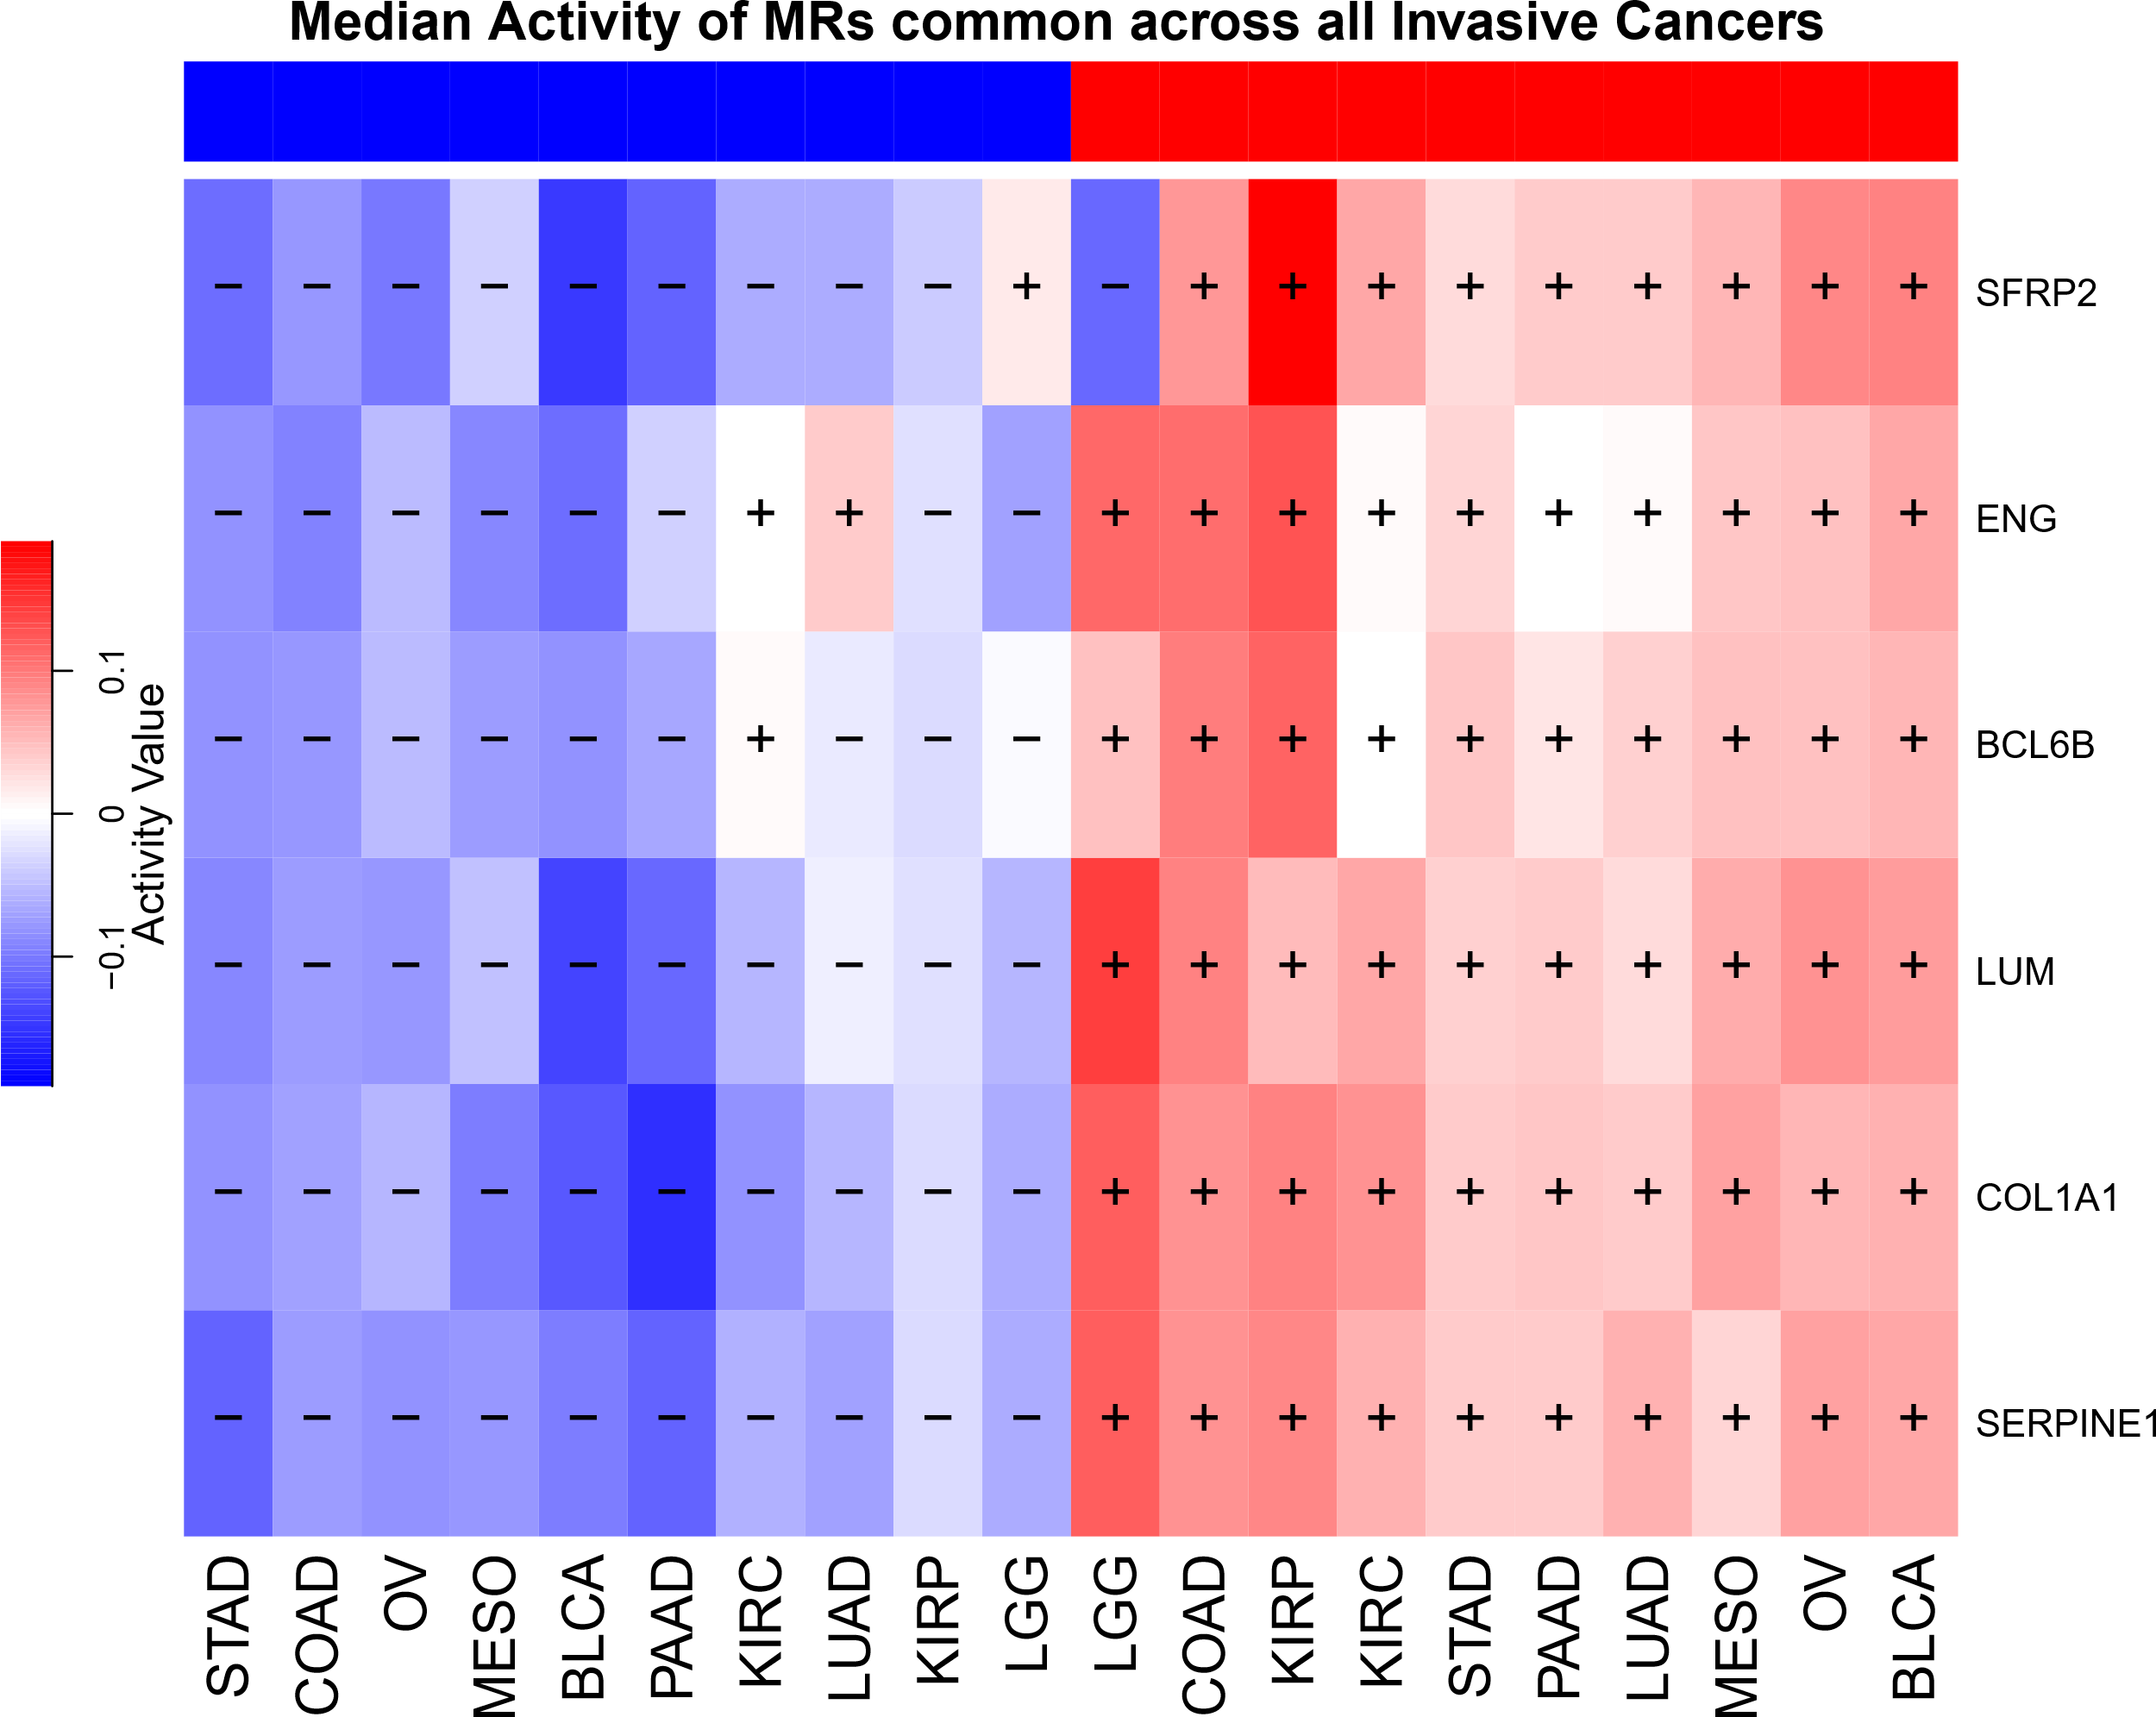 Median Activity of MRs common across all Invasive Cancers
− − − − − − − − − + − + + + + + + + + + SFRP2
− − − − − − + + − − + + + + + + + + + + ENG
− − − − − − + − − − + + + + + + + + + + BCL6B
− − − − − − − − − − + + + + + + + + + + LUM
− − − − − − − − − − + + + + + + + + + + COL1A1
− − − − − − − − − − + + + + + + + + + + SERPINE1
0.1
0
−0.1
Activity Value
STAD
COAD
OV
MESO
BLCA
PAAD
KIRC
LUAD
KIRP
LGG
LGG
COAD
KIRP
KIRC
STAD
PAAD
LUAD
MESO
OV
BLCA